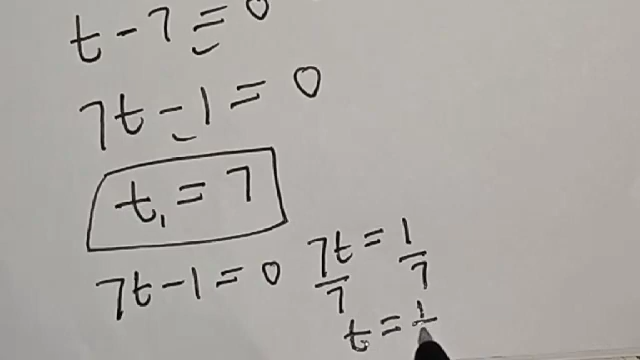 t - 7 = 0
7t - 1 = 0
t₁ = 7
7t - 1 = 0 7t/7 = 1/7
t = 1/